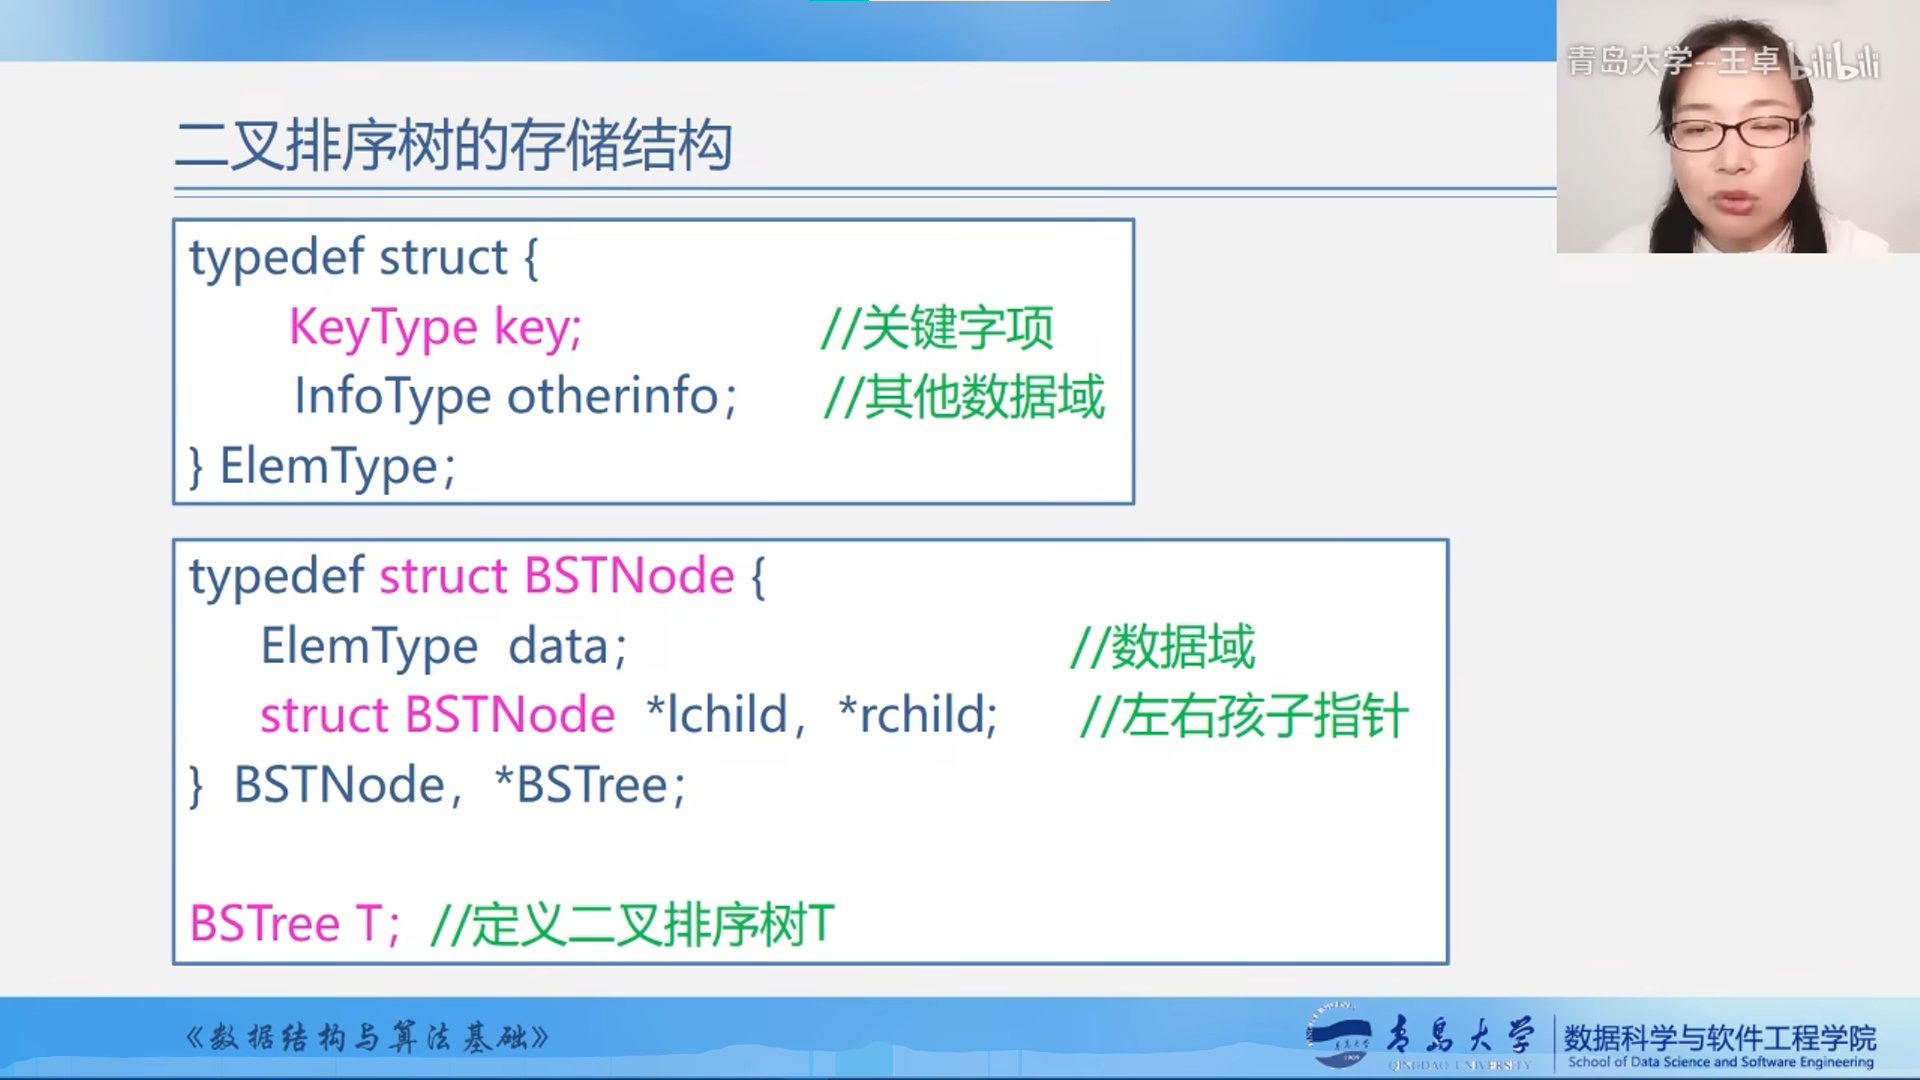 青岛大学--王卓 bilibili
二叉排序树的存储结构
typedef struct {
KeyType key; //关键字项
InfoType otherinfo; //其他数据域
} ElemType;
typedef struct BSTNode {
ElemType data; //数据域
struct BSTNode *lchild, *rchild; //左右孩子指针
} BSTNode, *BSTree;
BSTree T; //定义二叉排序树T
《数据结构与算法基础》
青岛大学
QINGDAO UNIVERSITY
数据科学与软件工程学院
School of Data Science and Software Engineering